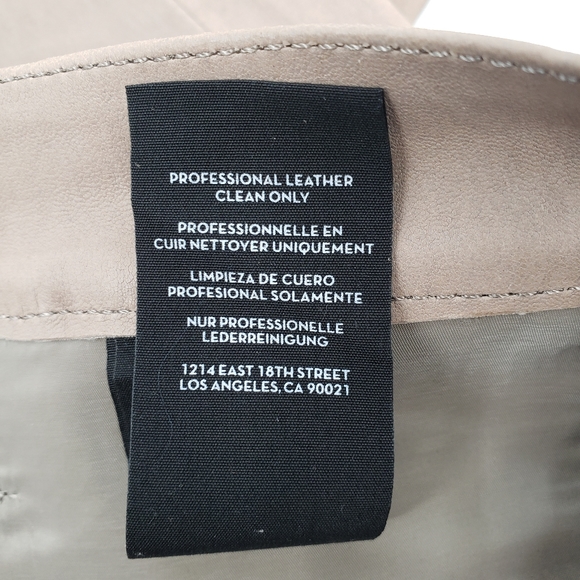 PROFESSIONAL LEATHER
CLEAN ONLY
PROFESSIONNELLE EN
CUIR NETTOYER UNIQUEMENT
LIMPIEZA DE CUERO
PROFESIONAL SOLAMENTE
NUR PROFESSIONELLE
LEDERREINIGUNG
1214 EAST 18TH STREET
LOS ANGELES, CA 90021